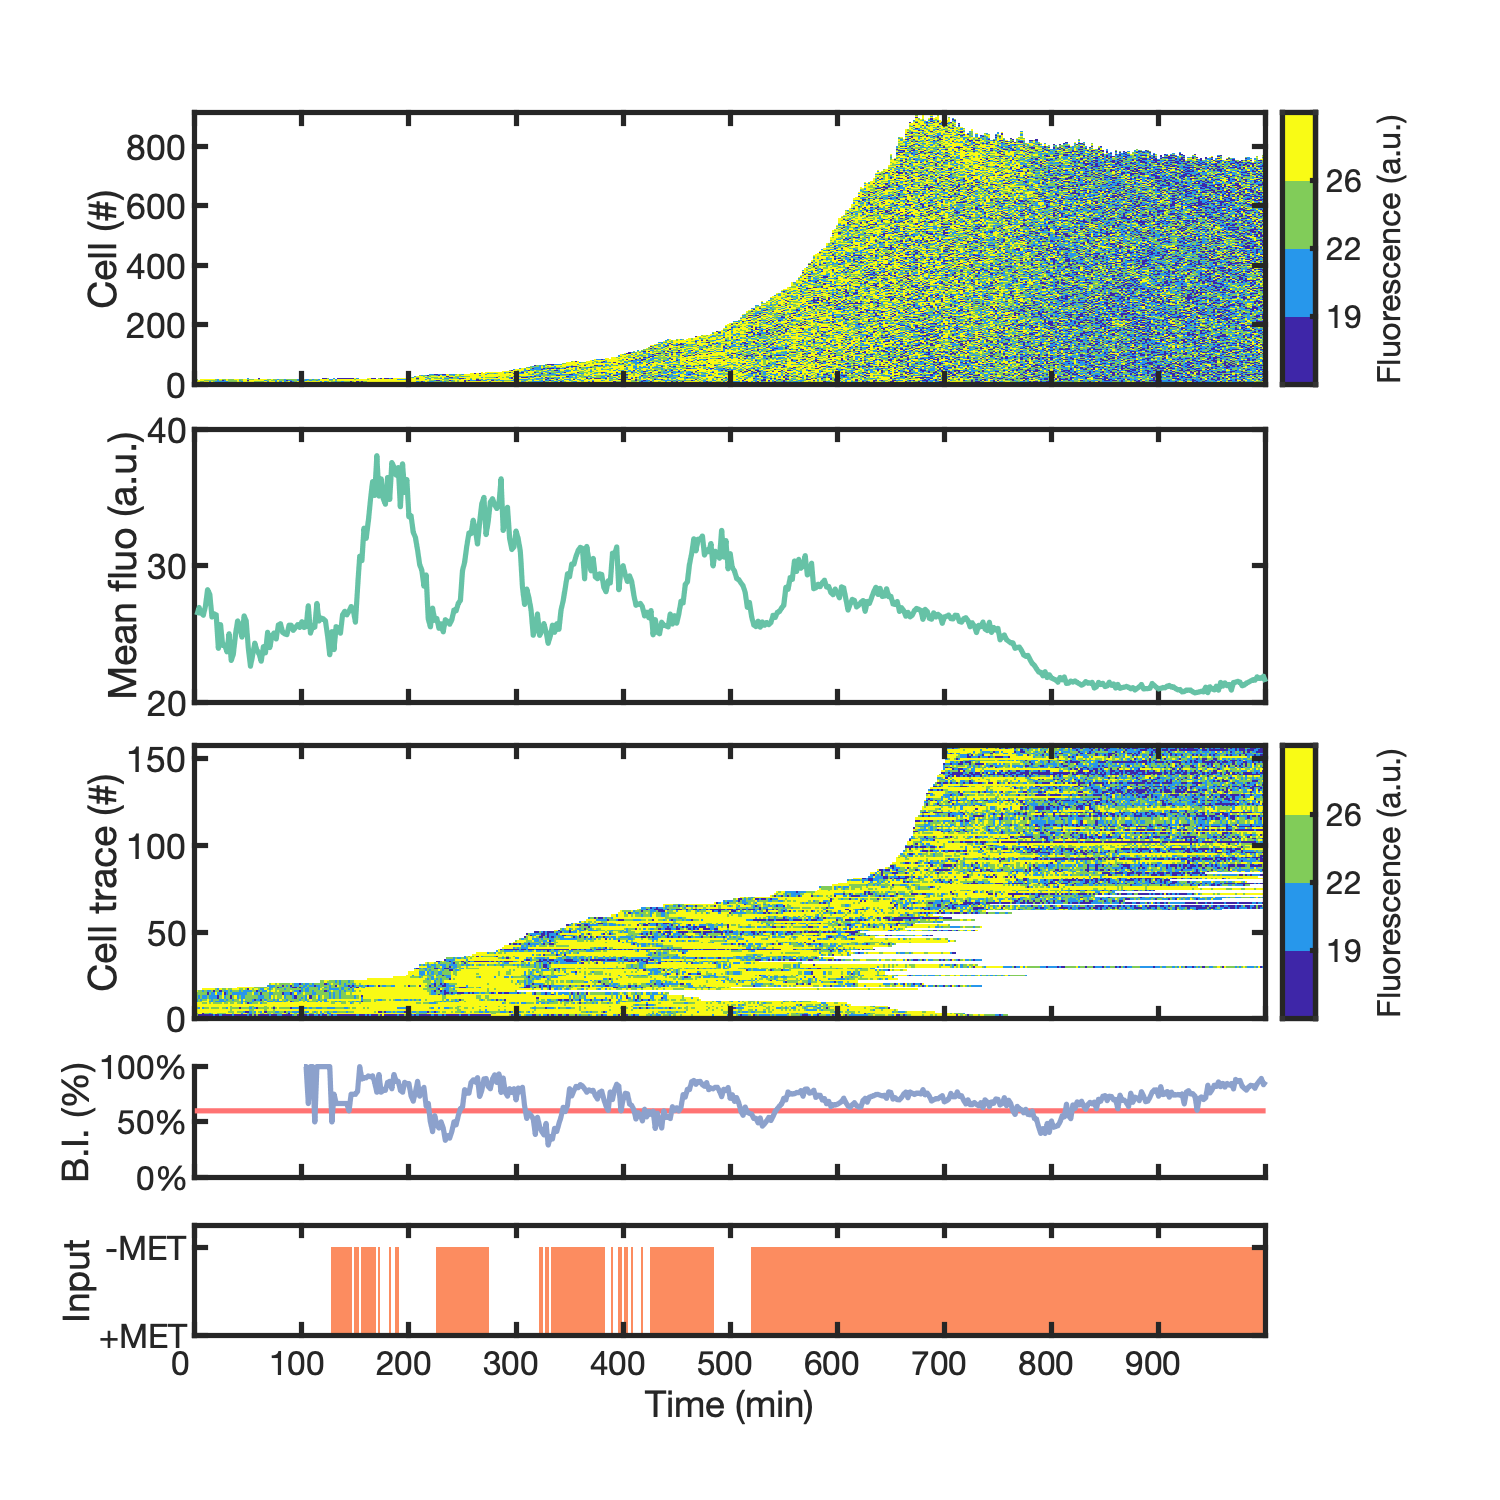 Cell (#)
800
600
400
200
0
26
22
19
Fluorescence (a.u.)
Mean fluo (a.u.)
40
30
20
Cell trace (#)
150
100
50
0
26
22
19
Fluorescence (a.u.)
B.I. (%)
100%
50%
0%
Input
-MET
+MET
0 100 200 300 400 500 600 700 800 900
Time (min)